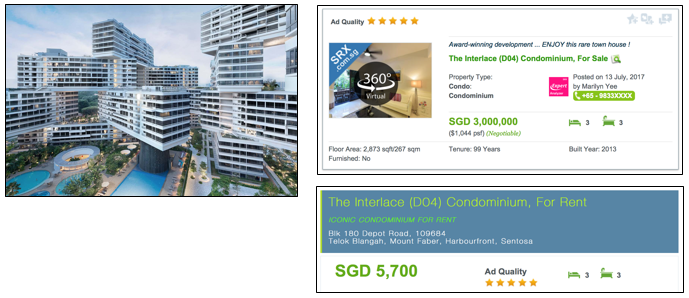 Ad Quality
SRX
.com.sg
360°
Virtual
Award-winning development ... ENJOY this rare town house !
The Interlace (D04) Condominium, For Sale
Property Type:
Condo:
Condominium
Expert
Posted on 13 July, 2017
by Marilyn Yee
+65 - 9833XXXX
SGD 3,000,000
($1,044 psf) (Negotiable)
3 3
Floor Area: 2,873 sqft/267 sqm
Tenure: 99 Years
Built Year: 2013
Furnished: No
The Interlace (D04) Condominium, For Rent
ICONIC CONDOMINIUM FOR RENT
Blk 180 Depot Road, 109684
Telok Blangah, Mount Faber, Harbourfront, Sentosa
SGD 5,700
Ad Quality
3 3